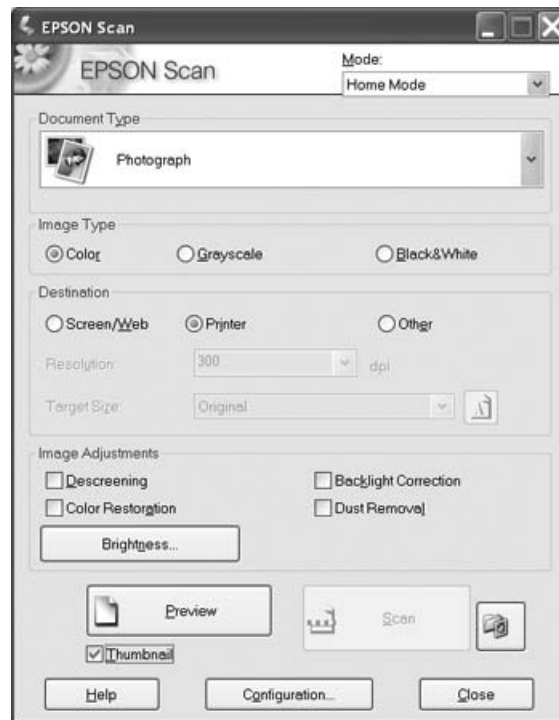 EPSON Scan
EPSON Scan
Mode:
Home Mode
Document Type
Photograph
Image Type
Color Grayscale Black&White
Destination
Screen/Web Printer Other
Resolution: 300 dpi
Target Size: Original
Image Adjustments
Descreening Backlight Correction
Color Restoration Dust Removal
Brightness...
Preview Scan
Thumbnail
Help Configuration... Close